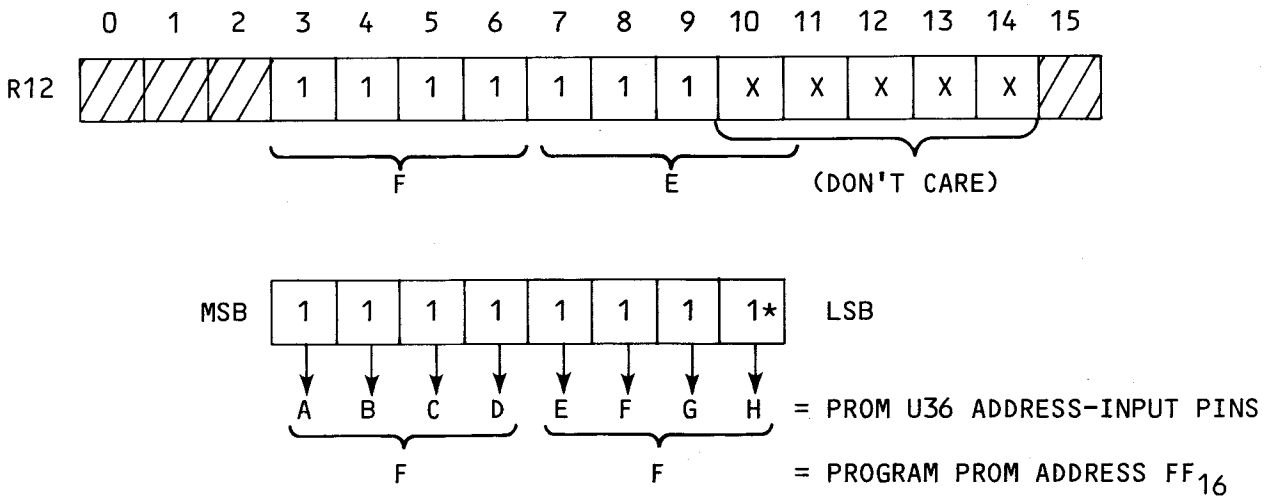 0 1 2 3 4 5 6 7 8 9 10 11 12 13 14 15
R12 1 1 1 1 1 1 1 X X X X X
F E (DON'T CARE)
MSB 1 1 1 1 1 1 1 1* LSB
A B C D E F G H = PROM U36 ADDRESS-INPUT PINS
F F = PROGRAM PROM ADDRESS FF16